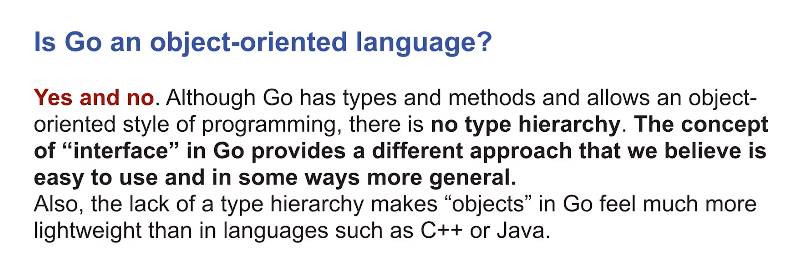 Is Go an object-oriented language?
Yes and no. Although Go has types and methods and allows an object-
oriented style of programming, there is no type hierarchy. The concept
of “interface” in Go provides a different approach that we believe is
easy to use and in some ways more general.
Also, the lack of a type hierarchy makes “objects” in Go feel much more
lightweight than in languages such as C++ or Java.